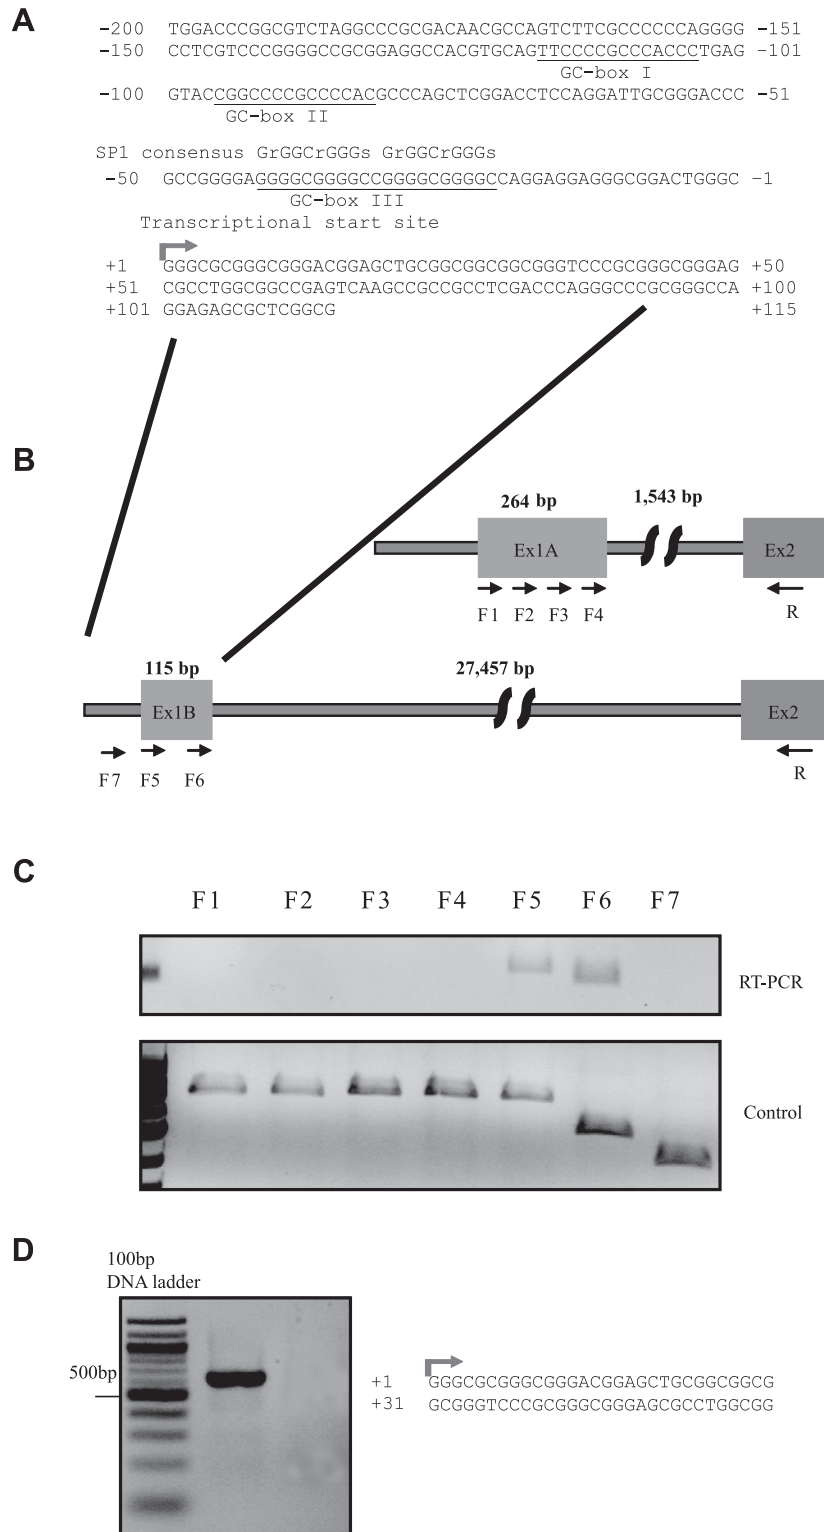 A
-200 TGGACCCGGCGTCTAGGCCCGCGACAACGCCAGTCTTCGCCCCCCAGGGG -151
-150 CCTCGTCCCGGGGCCGCGGAGGCCACGTGCAGTTCCCCGCCCACCCTGAG -101
GC-box I
-100 GTACCGGCCCCGCCCCACGCCCAGCTCGGACCTCCAGGATTGCGGGACCC -51
GC-box II
SP1 consensus GrGGCrGGGs GrGGCrGGGs
-50 GCCGGGGAGGGGCGGGGCCGGGGCGGGGCCAGGAGGAGGGCGGACTGGGC -1
GC-box III
Transcriptional start site
+1 GGGCGCGGGCGGGACGGAGCTGCGGCGGCGGCGGGTCCCGCGGGCGGGAG +50
+51 CGCCTGGCGGCCGAGTCAAGCCGCCGCCTCGACCCAGGGCCCGCGGGCCA +100
+101 GGAGAGCGCTCGGCG +115
B
264 bp 1,543 bp
Ex1A Ex2
F1 F2 F3 F4 R
115 bp 27,457 bp
Ex1B Ex2
F7 F5 F6 R
C
F1 F2 F3 F4 F5 F6 F7
RT-PCR
Control
D
100bp
DNA ladder
500bp
+1 GGGCGCGGGCGGGACGGAGCTGCGGCGGCG
+31 GCGGGTCCCGCGGGCGGGAGCGCCTGGCGG